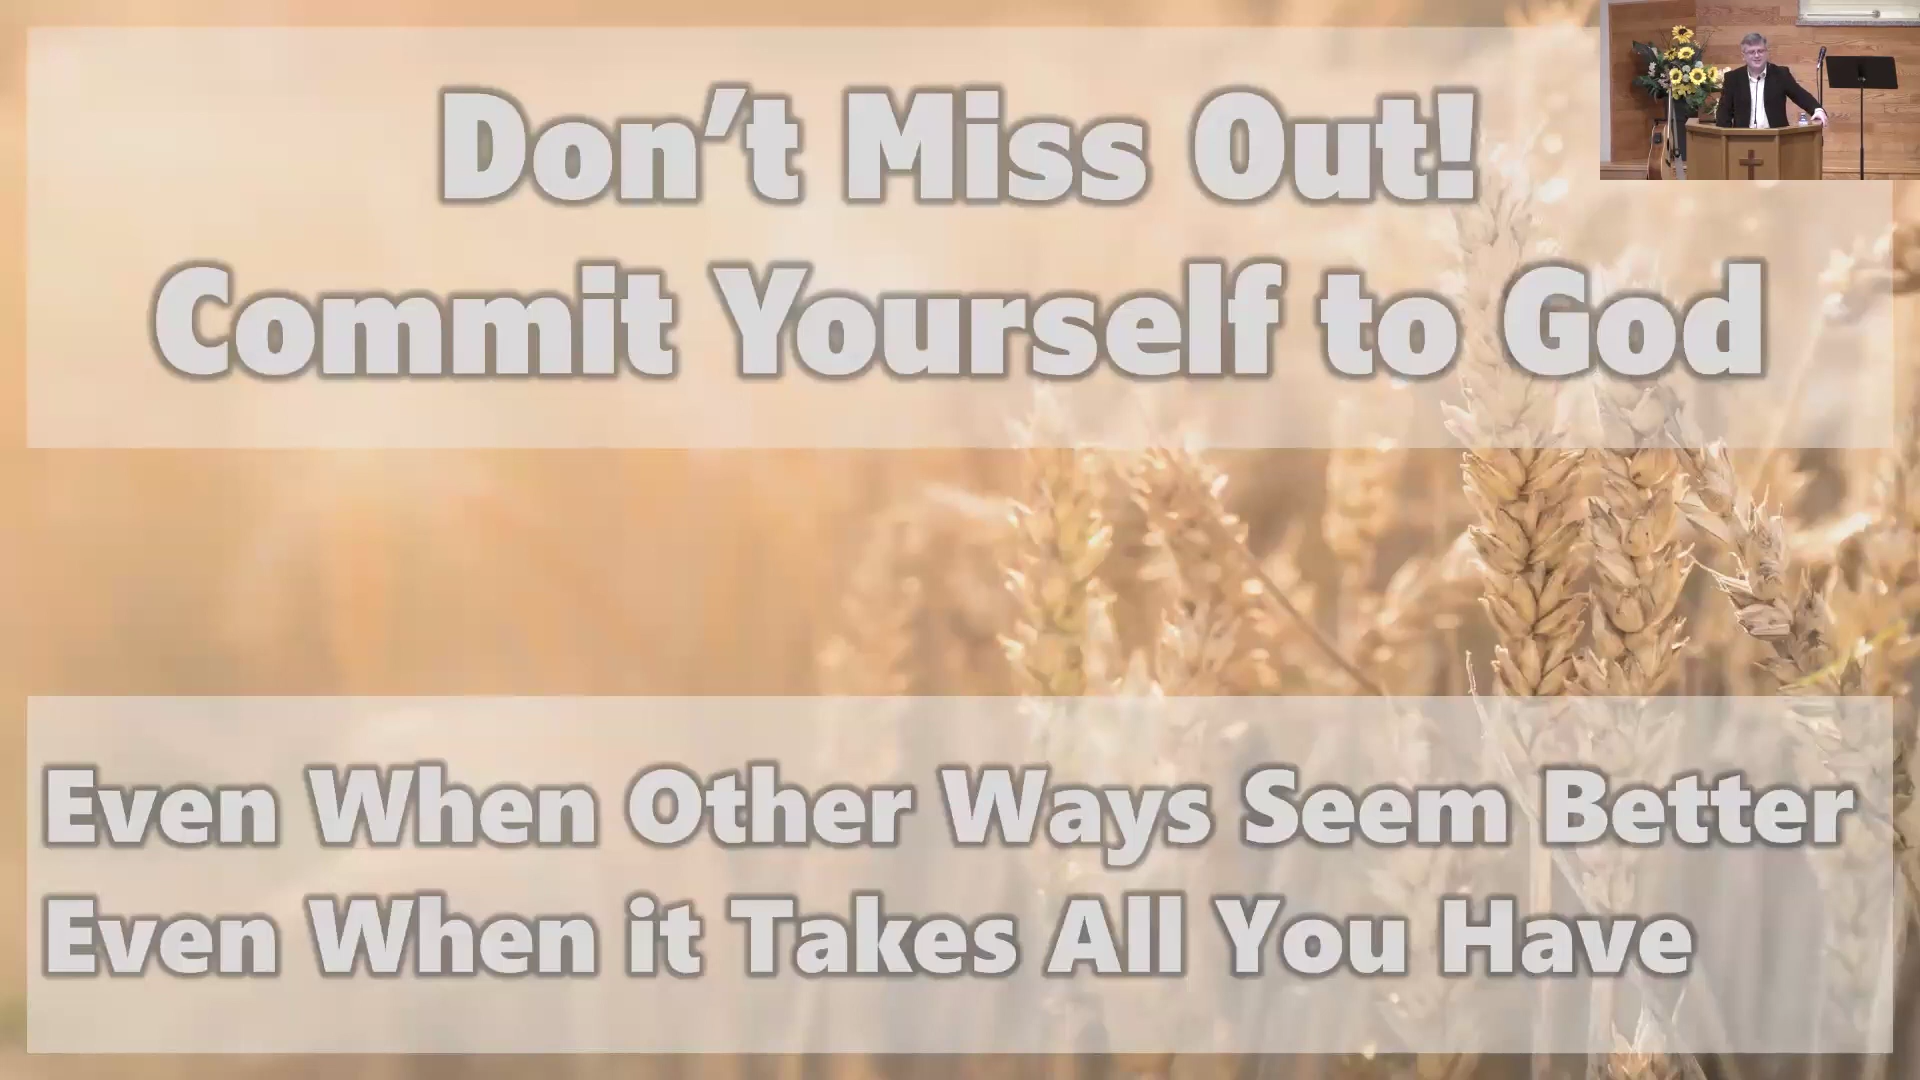 Don’t Miss Out!
Commit Yourself to God
Even When Other Ways Seem Better
Even When it Takes All You Have